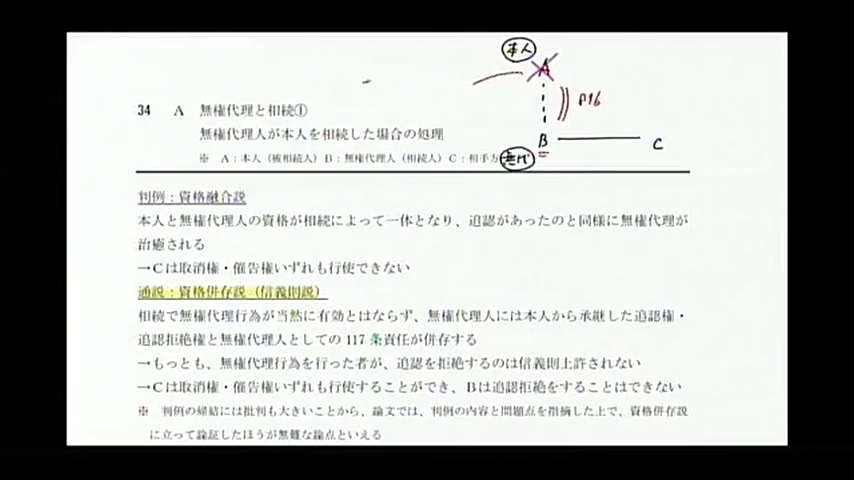 本人
A
896
B
C
無代
34 A 無権代理と相続①
無権代理人が本人を相続した場合の処理
※ A:本人(被相続人)B:無権代理人(相続人)C:相手方
判例:資格融合説
本人と無権代理人の資格が相続によって一体となり、追認があったのと同様に無権代理が
治癒される
→Cは取消権・催告権いずれも行使できない
通説:資格併存説(信義則説)
相続で無権代理行為が当然に有効とはならず、無権代理人には本人から承継した追認権・
追認拒絶権と無権代理人としての117条責任が併存する
→もっとも、無権代理行為を行った者が、追認を拒絶するのは信義則上許されない
→Cは取消権・催告権いずれも行使することができ、Bは追認拒絶をすることはできない
※ 判例の帰結には批判も大きいことから、論文では、判例の内容と問題点を指摘した上で、資格併存説
に立って論証したほうが無難な論点といえる